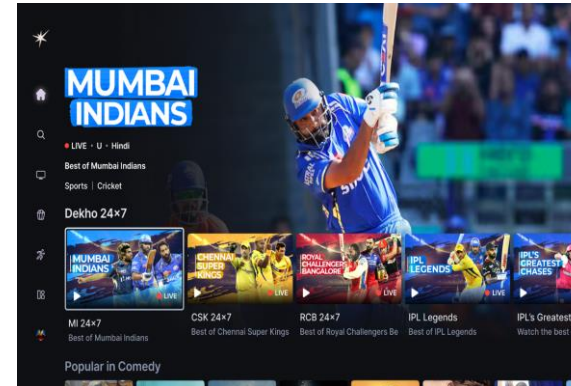 MUMBAI
INDIANS
LIVE • U • Hindi
Best of Mumbai Indians
Sports | Cricket
Dekho 24×7
MUMBAI
INDIANS
LIVE
CHENNAI
SUPER
KINGS
LIVE
ROYAL
CHALLENGERS
BANGALORE
LIVE
IPL
LEGENDS
LIVE
IPL'S
GREATEST
CHASES
MI 24×7
Best of Mumbai Indians
CSK 24×7
Best of Chennai Super Kings
RCB 24×7
Best of Royal Challengers Be
IPL Legends
Best of IPL Legends
IPL's Greatest
Watch the best
Popular in Comedy